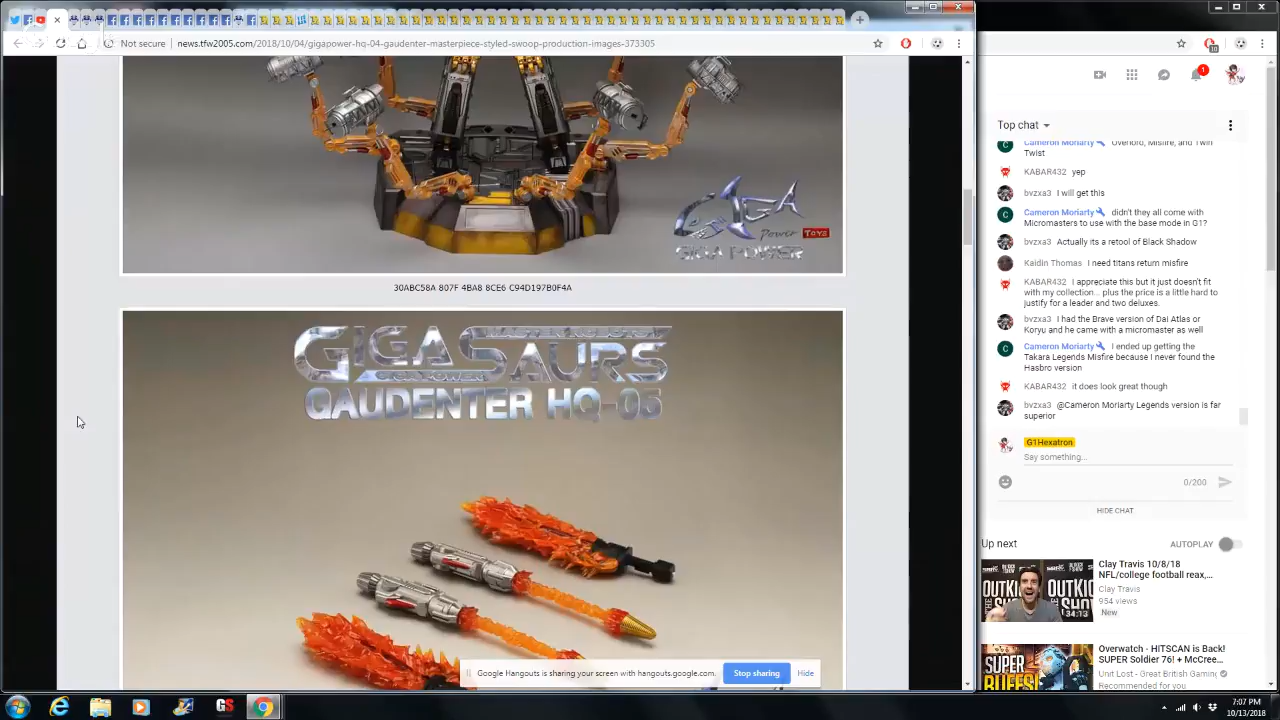 Not secure
news.tfw2005.com/2018/10/04/gigapower-hq-04-gaudenter-masterpiece-styled-swoop-production-images-373305
10
1
GIGA
Power TOYS
GIGA POWER
30ABC58A 807F 4BA8 8CE6 C94D197B0F4A
GIGASAURS
GIGA POWER
GAUDENTER HQ-05
Google Hangouts is sharing your screen with hangouts.google.com.
Stop sharing
Hide
Top chat
Cameron Moriarty Overlord, Misfire, and Twin
Twist
KABAR432 yep
bvzxa3 I will get this
Cameron Moriarty didn't they all come with
Micromasters to use with the base mode in G1?
bvzxa3 Actually its a retool of Black Shadow
Kaidin Thomas I need titans return misfire
KABAR432 I appreciate this but it just doesn't fit
with my collection... plus the price is a little hard to
justify for a leader and two deluxes.
bvzxa3 I had the Brave version of Dai Atlas or
Koryu and he came with a micromaster as well
Cameron Moriarty I ended up getting the
Takara Legends Misfire because I never found the
Hasbro version
KABAR432 it does look great though
bvzxa3 @Cameron Moriarty Legends version is far
superior
G1Hexatron
Say something...
0/200
HIDE CHAT
Up next
AUTOPLAY
Clay Travis 10/8/18
NFL/college football reax,...
Clay Travis
954 views
New
34:13
Overwatch - HITSCAN is Back!
SUPER Soldier 76! + McCree...
Unit Lost - Great British Gaming
Recommended for you
SUPER
BUFFS!
GS
7:07 PM
10/13/2018